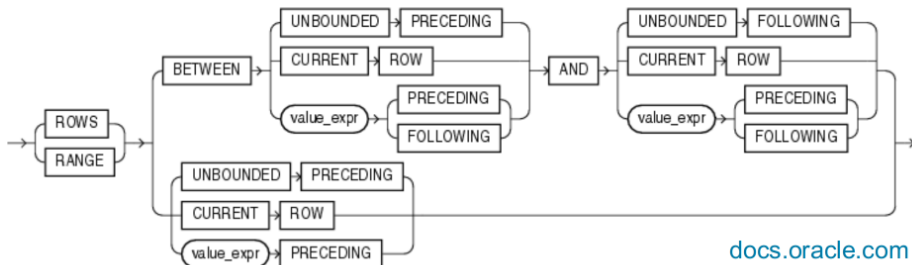 UNBOUNDED PRECEDING UNBOUNDED FOLLOWING
BETWEEN CURRENT ROW AND CURRENT ROW
ROWS value_expr PRECEDING value_expr PRECEDING
RANGE FOLLOWING FOLLOWING
UNBOUNDED PRECEDING
CURRENT ROW
value_expr PRECEDING
docs.oracle.com